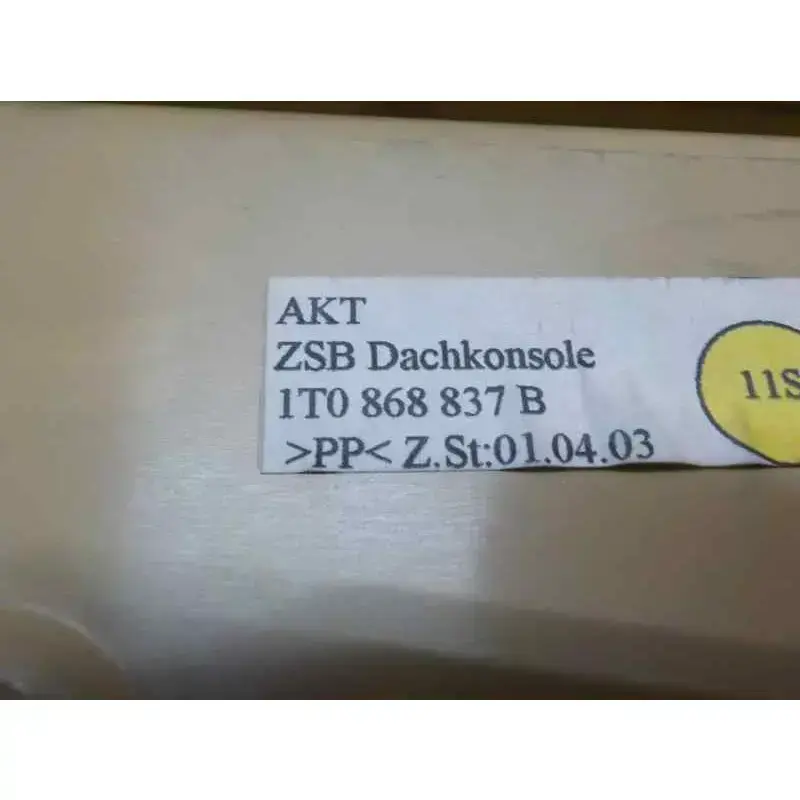 AKT
ZSB Dachkonsole
1T0 868 837 B
>PP< Z.St:01.04.03
11S